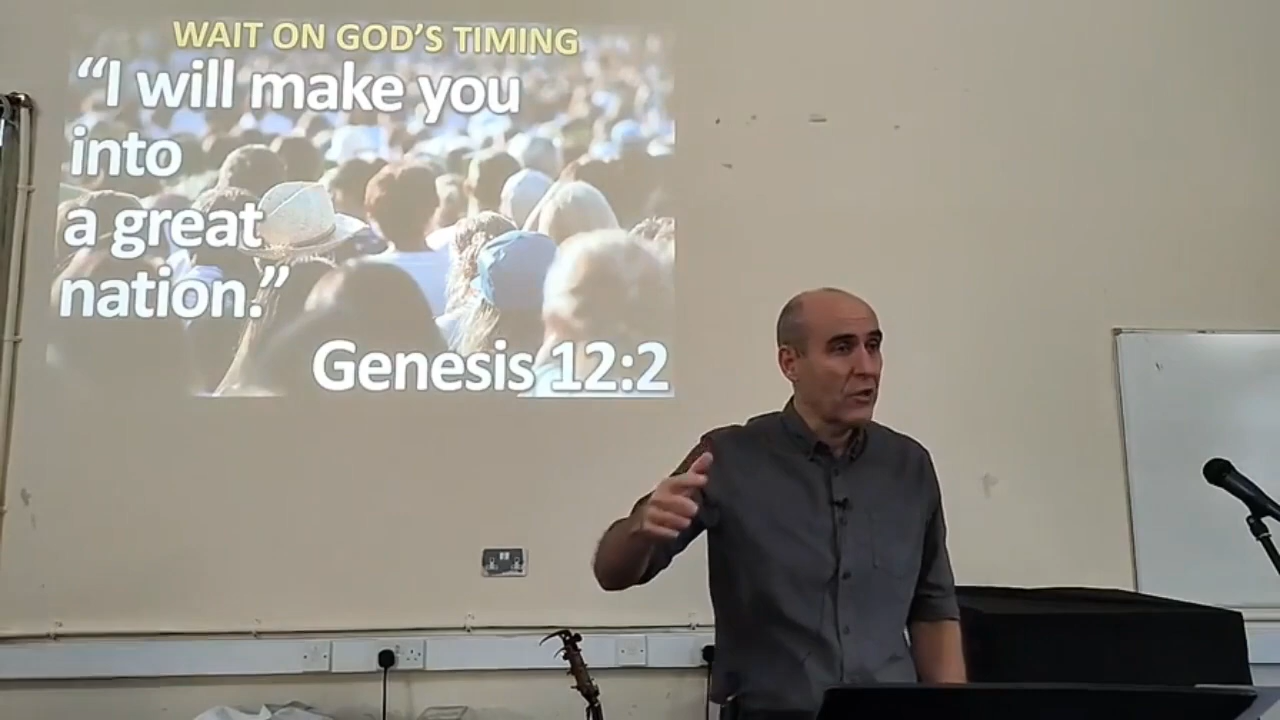 WAIT ON GOD'S TIMING
“I will make you
into
a great
nation.”
Genesis 12:2